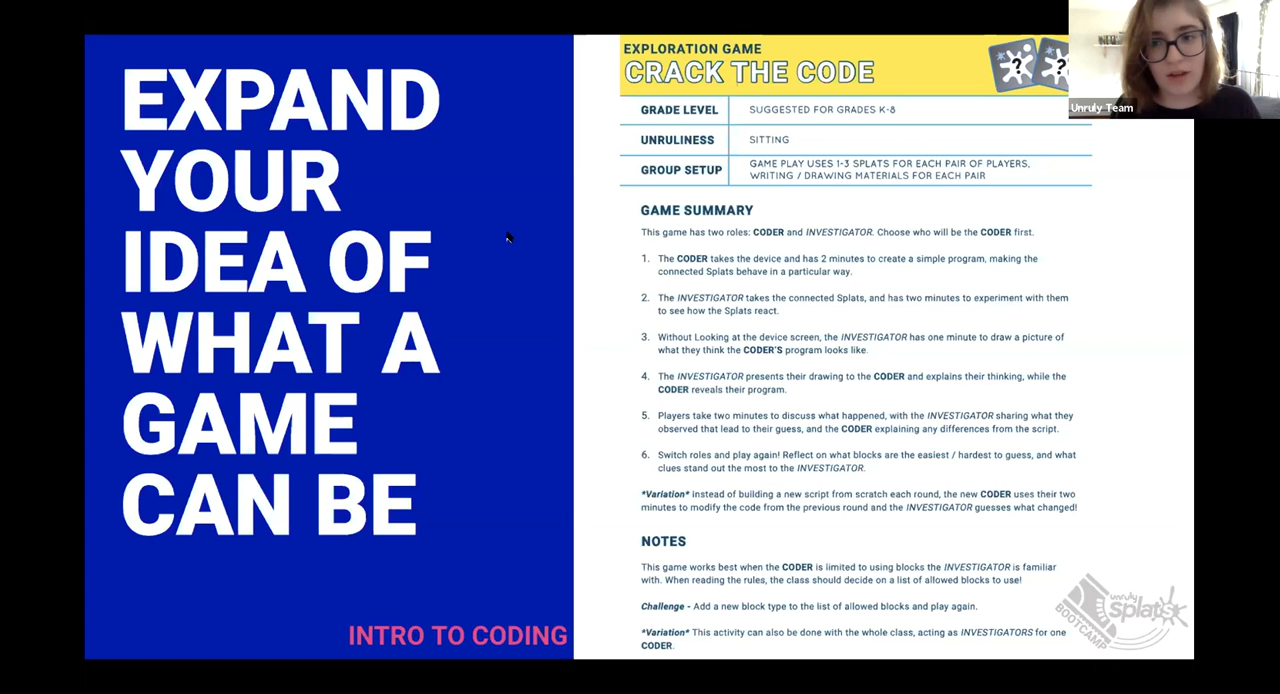 EXPAND
YOUR
IDEA OF
WHAT A
GAME
CAN BE
INTRO TO CODING
EXPLORATION GAME
CRACK THE CODE
? ?
Unruly Team
GRADE LEVEL SUGGESTED FOR GRADES K-8
UNRULINESS SITTING
GROUP SETUP GAME PLAY USES 1-3 SPLATS FOR EACH PAIR OF PLAYERS,
WRITING / DRAWING MATERIALS FOR EACH PAIR
GAME SUMMARY
This game has two roles: CODER and INVESTIGATOR. Choose who will be the CODER first.
1. The CODER takes the device and has 2 minutes to create a simple program, making the
connected Splats behave in a particular way.
2. The INVESTIGATOR takes the connected Splats, and has two minutes to experiment with them
to see how the Splats react.
3. Without Looking at the device screen, the INVESTIGATOR has one minute to draw a picture of
what they think the CODER'S program looks like.
4. The INVESTIGATOR presents their drawing to the CODER and explains their thinking, while the
CODER reveals their program.
5. Players take two minutes to discuss what happened, with the INVESTIGATOR sharing what they
observed that lead to their guess, and the CODER explaining any differences from the script.
6. Switch roles and play again! Reflect on what blocks are the easiest / hardest to guess, and what
clues stand out the most to the INVESTIGATOR.
*Variation* instead of building a new script from scratch each round, the new CODER uses their two
minutes to modify the code from the previous round and the INVESTIGATOR guesses what changed!
NOTES
This game works best when the CODER is limited to using blocks the INVESTIGATOR is familiar
with. When reading the rules, the class should decide on a list of allowed blocks to use!
Challenge - Add a new block type to the list of allowed blocks and play again.
*Variation* This activity can also be done with the whole class, acting as INVESTIGATORS for one
CODER.
unruly
splats
BOOTCAMP